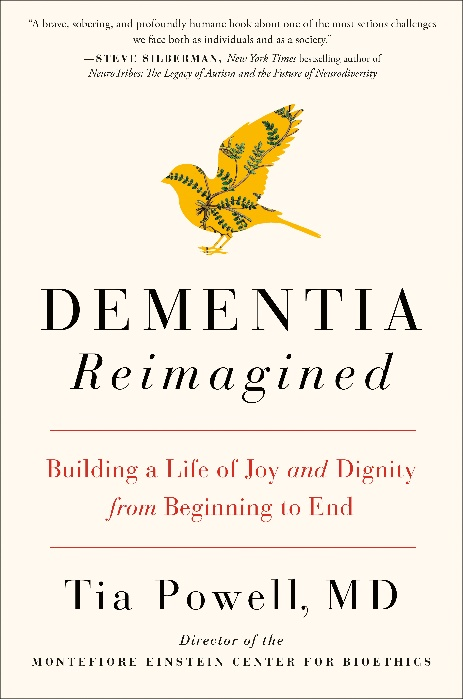 “A brave, sobering, and profoundly humane book about one of the most serious challenges
we face both as individuals and as a society.”
—STEVE SILBERMAN, New York Times bestselling author of
NeuroTribes: The Legacy of Autism and the Future of Neurodiversity
DEMENTIA
Reimagined
Building a Life of Joy and Dignity
from Beginning to End
Tia Powell, MD
Director of the
MONTEFIORE EINSTEIN CENTER FOR BIOETHICS